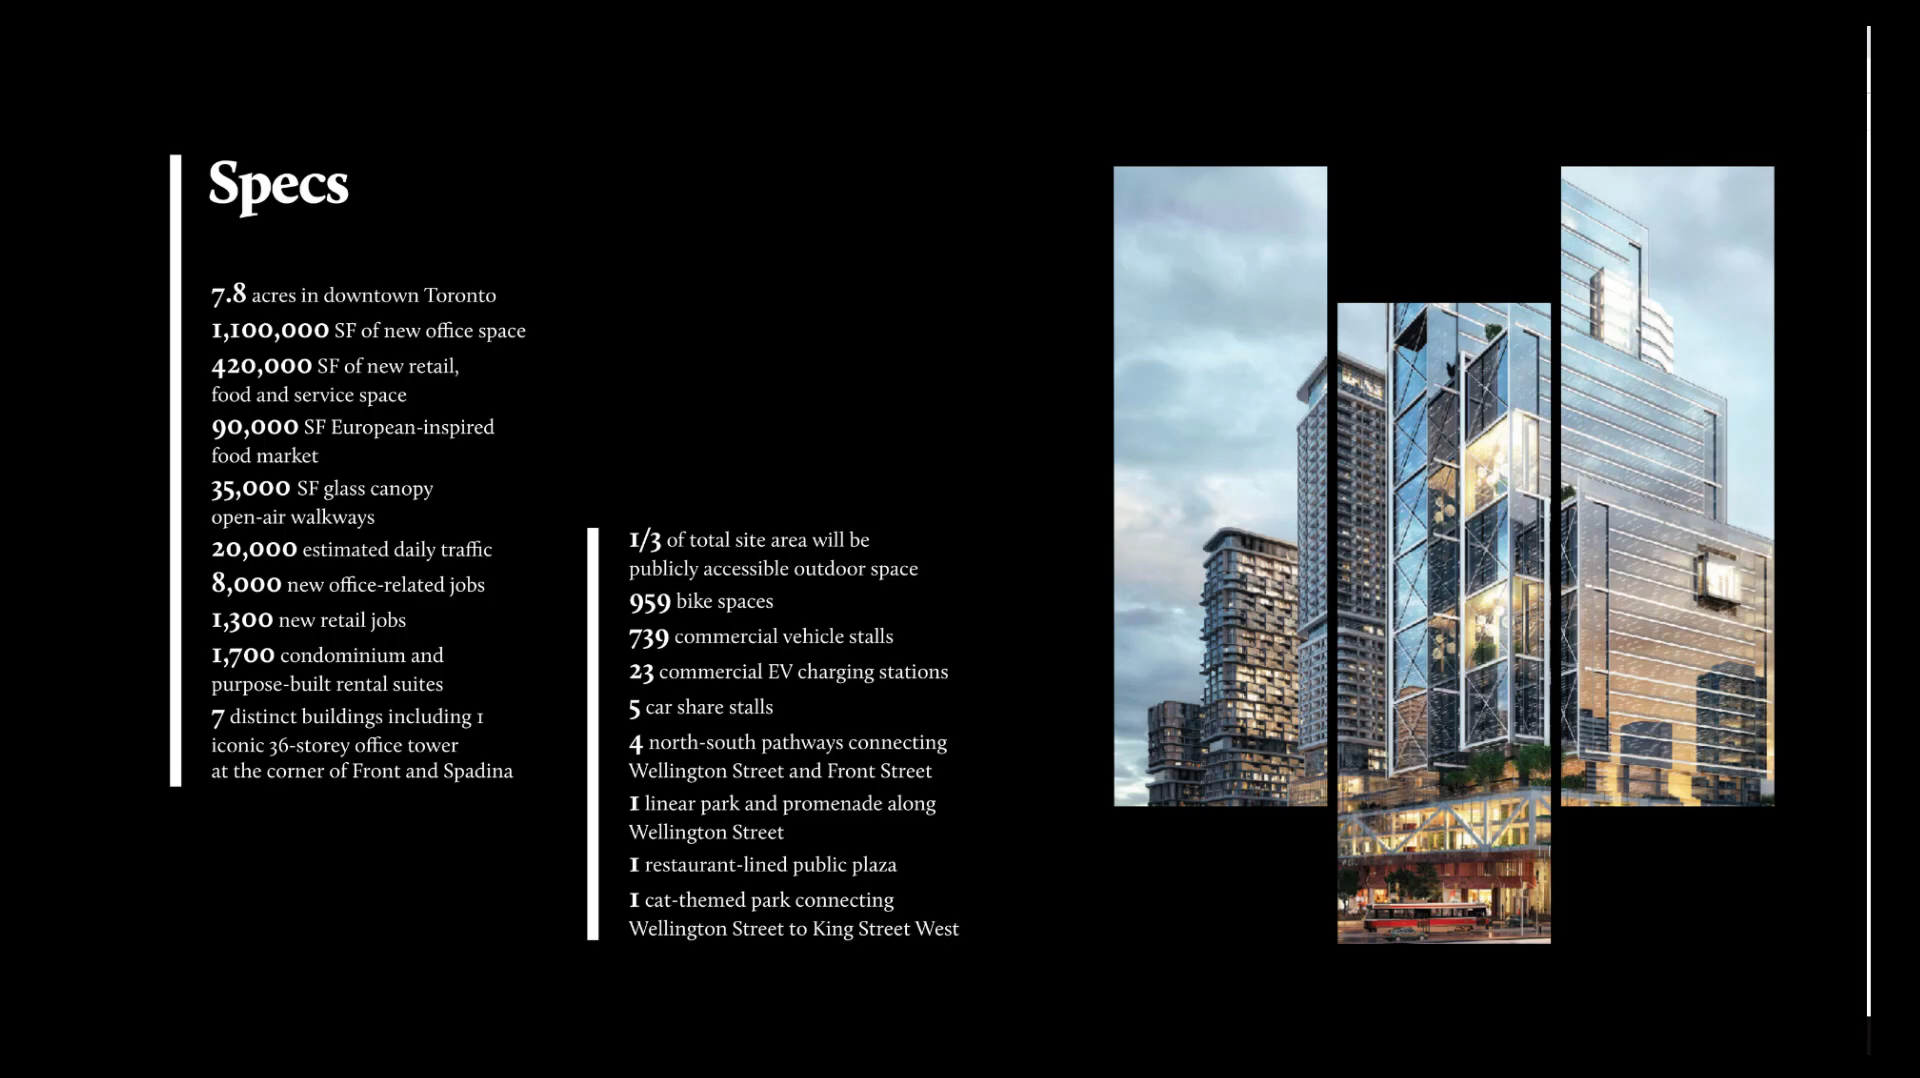 Specs
7.8 acres in downtown Toronto
1,100,000 SF of new office space
420,000 SF of new retail,
food and service space
90,000 SF European-inspired
food market
35,000 SF glass canopy
open-air walkways
20,000 estimated daily traffic
8,000 new office-related jobs
1,300 new retail jobs
1,700 condominium and
purpose-built rental suites
7 distinct buildings including 1
iconic 36-storey office tower
at the corner of Front and Spadina
1/3 of total site area will be
publicly accessible outdoor space
959 bike spaces
739 commercial vehicle stalls
23 commercial EV charging stations
5 car share stalls
4 north-south pathways connecting
Wellington Street and Front Street
1 linear park and promenade along
Wellington Street
1 restaurant-lined public plaza
1 cat-themed park connecting
Wellington Street to King Street West